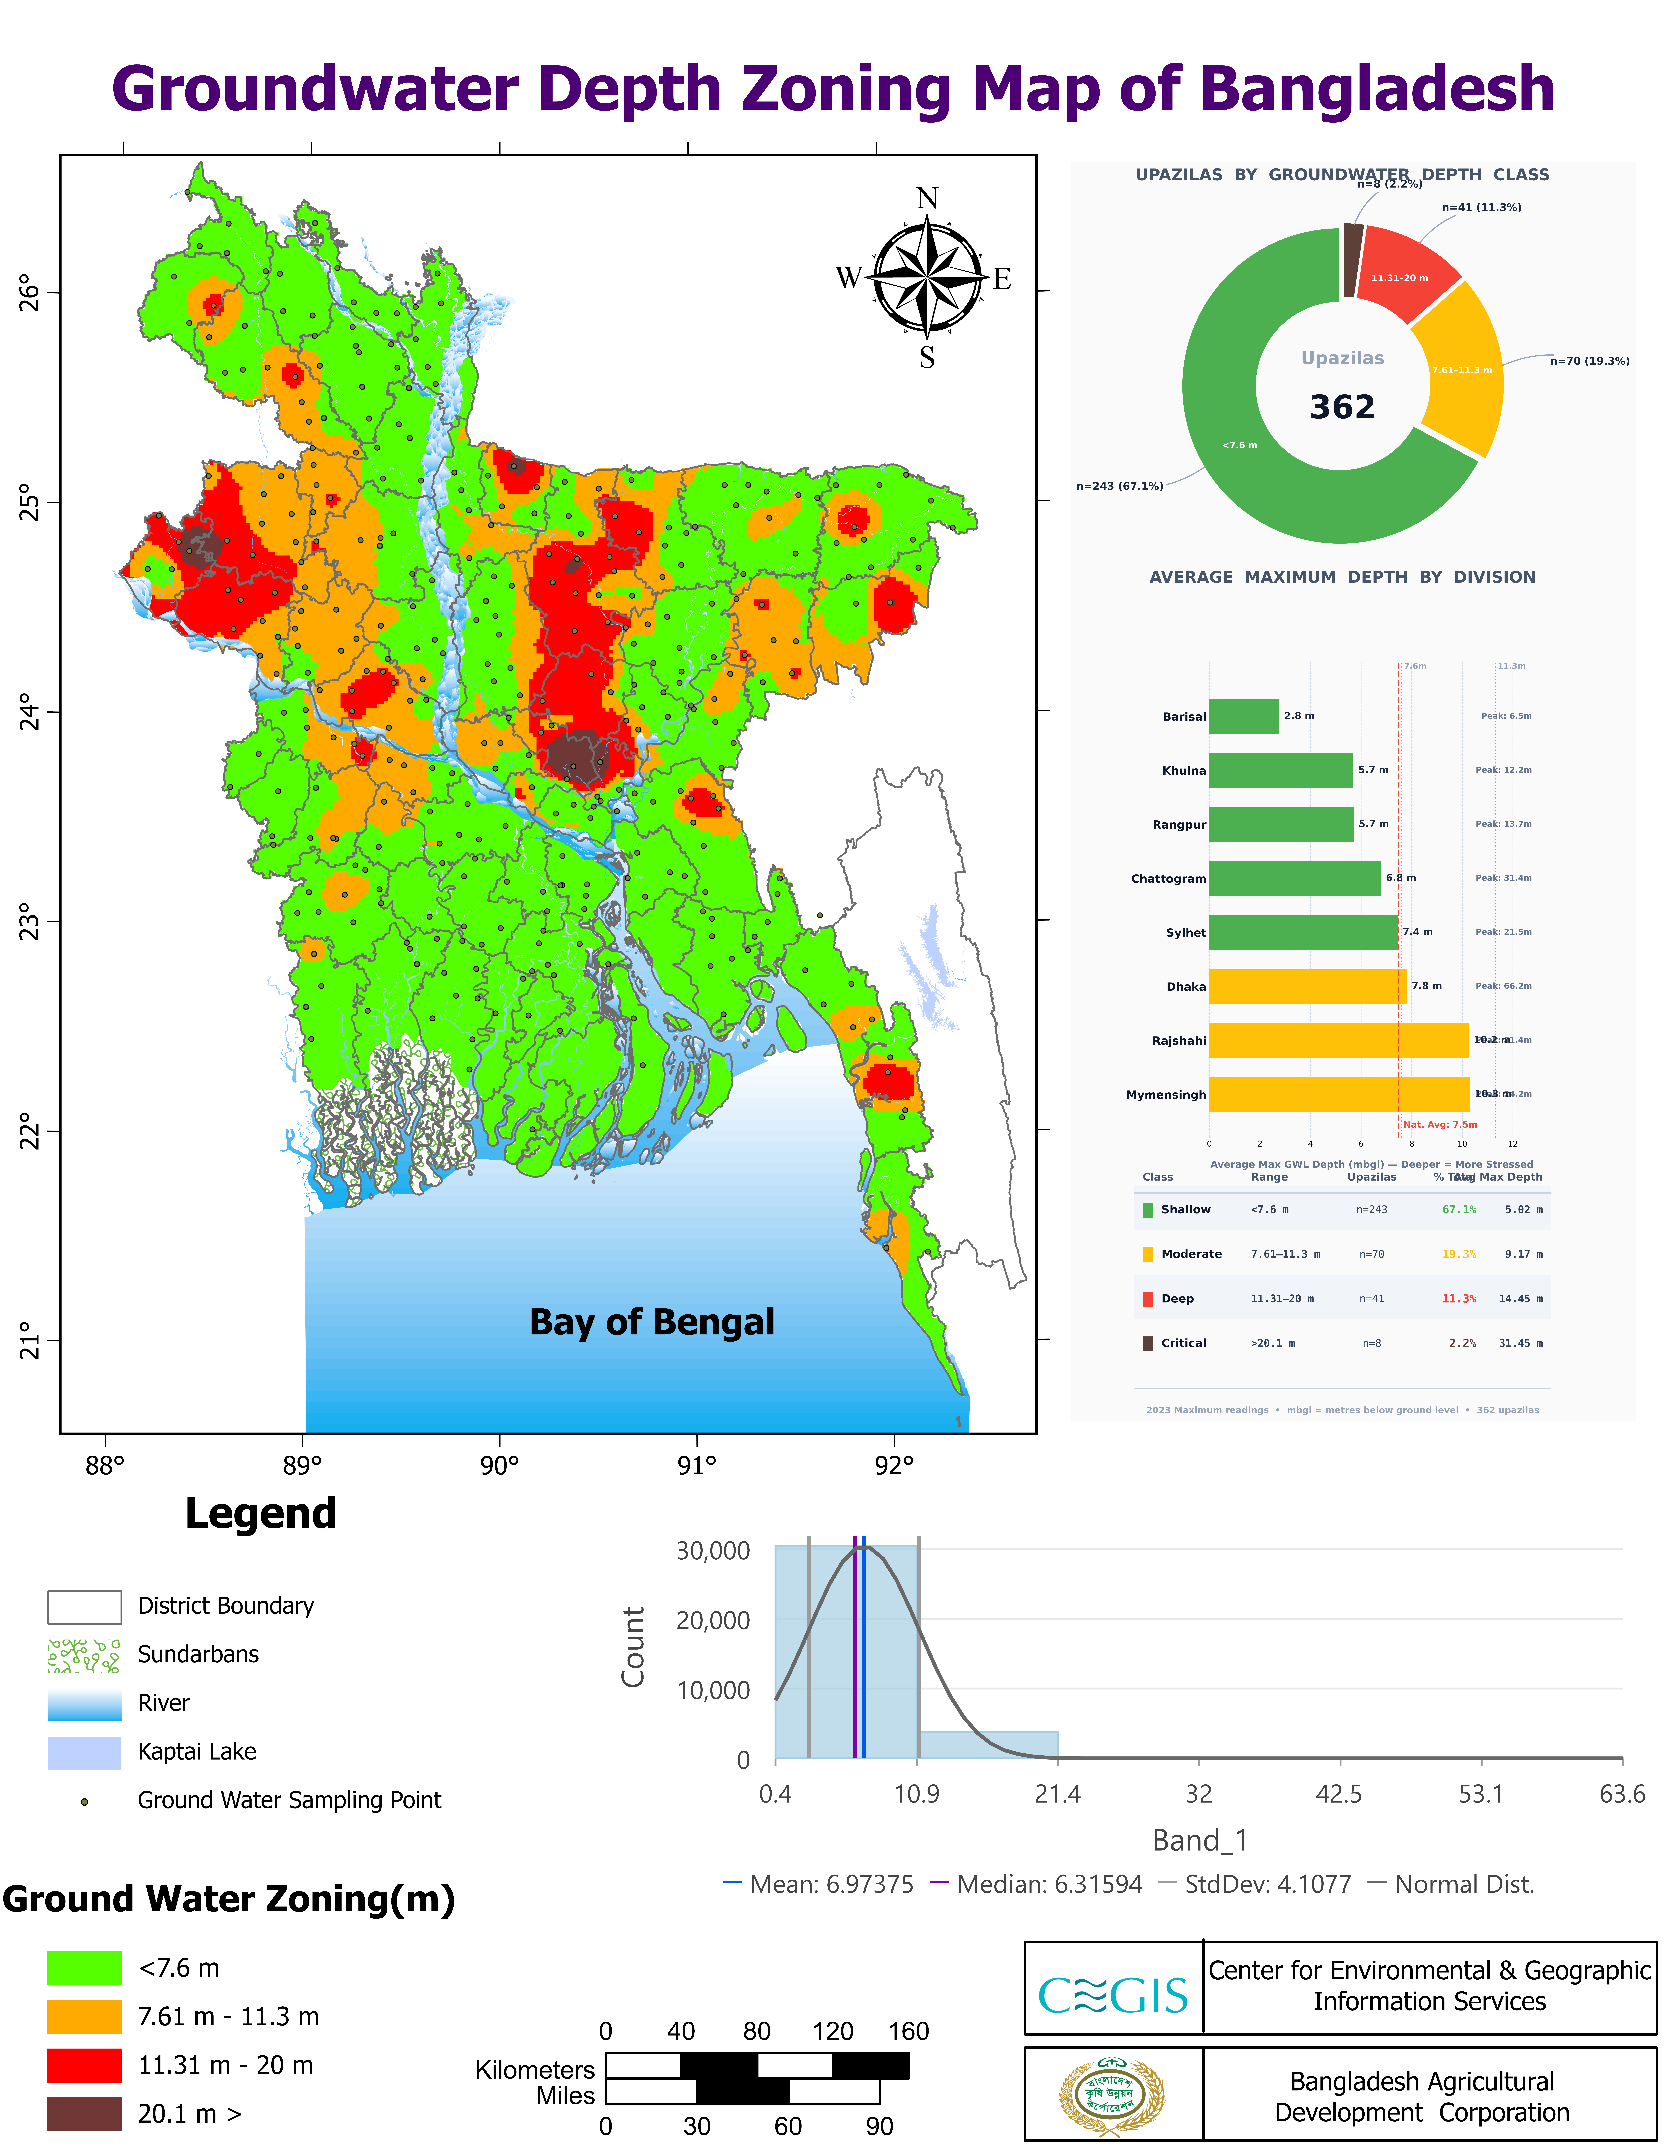 Groundwater Depth Zoning Map of Bangladesh
N
W
E
S
26°
25°
24°
23°
22°
21°
88°
89°
90°
91°
92°
Bay of Bengal
UPAZILAS BY GROUNDWATER DEPTH CLASS
n=8 (2.2%)
n=41 (11.3%)
11.31-20 m
Upazilas
362
7.61-11.3 m
n=70 (19.3%)
<7.6 m
n=243 (67.1%)
AVERAGE MAXIMUM DEPTH BY DIVISION
7.6m
11.3m
Barisal 2.8 m Peak: 6.5m
Khulna 5.7 m Peak: 12.2m
Rangpur 5.7 m Peak: 13.7m
Chattogram 6.8 m Peak: 31.4m
Sylhet 7.4 m Peak: 21.5m
Dhaka 7.8 m Peak: 66.2m
Rajshahi 10.2 m
Mymensingh 10.3 m
Nat. Avg: 7.5m
0 2 4 6 8 10 12
Average Max GWL Depth (mbgl) — Deeper = More Stressed
Class Range Upazilas % Total Avg Max Depth
Shallow <7.6 m n=243 67.1% 5.02 m
Moderate 7.61–11.3 m n=70 19.3% 9.17 m
Deep 11.31–20 m n=41 11.3% 14.45 m
Critical >20.1 m n=8 2.2% 31.45 m
2023 Maximum readings • mbgl = metres below ground level • 362 upazilas
Legend
District Boundary
Sundarbans
River
Kaptai Lake
Ground Water Sampling Point
Ground Water Zoning(m)
<7.6 m
7.61 m - 11.3 m
11.31 m - 20 m
20.1 m >
30,000
20,000
10,000
0
Count
0.4 10.9 21.4 32 42.5 53.1 63.6
Band_1
Mean: 6.97375 Median: 6.31594 StdDev: 4.1077 Normal Dist.
0 40 80 120 160
Kilometers
Miles
0 30 60 90
CEGIS
Center for Environmental & Geographic
Information Services
বাংলাদেশ
কৃষি উন্নয়ন
কর্পোরেশন
Bangladesh Agricultural
Development Corporation